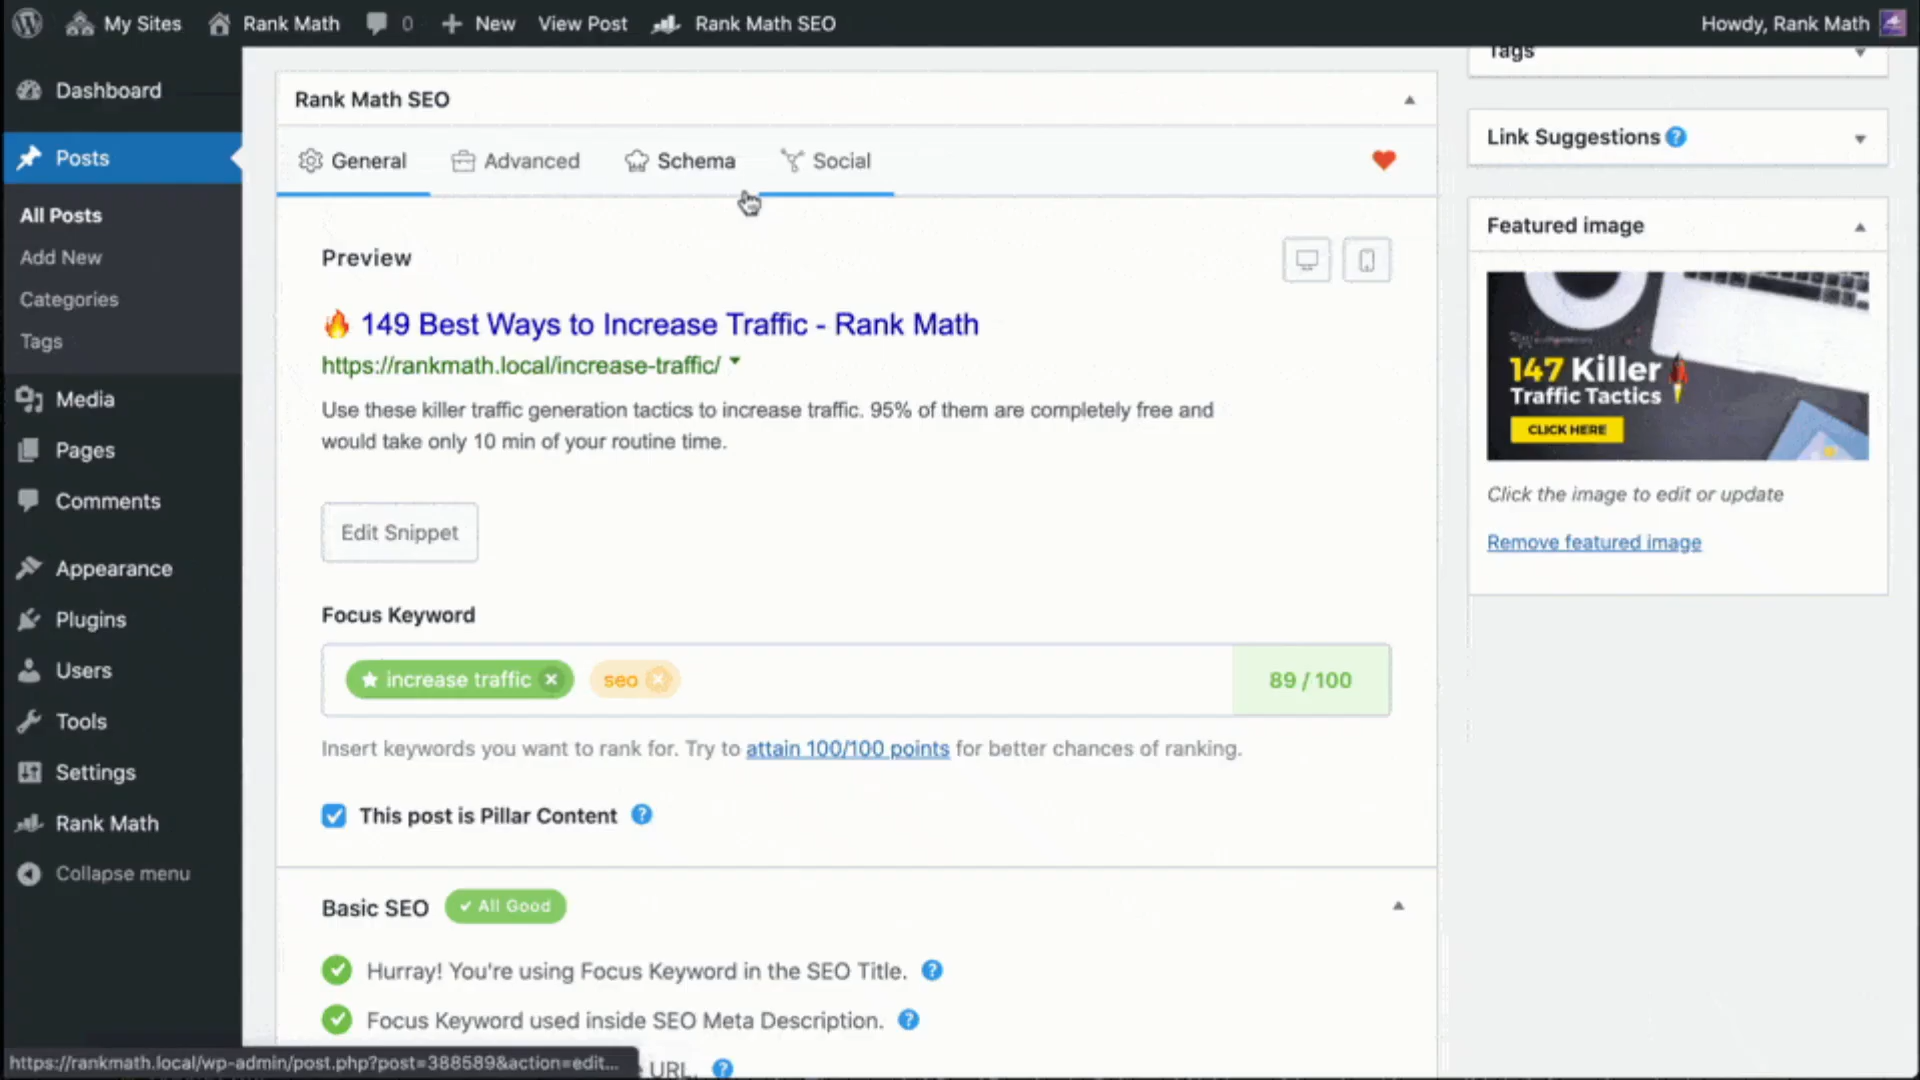 My Sites
Rank Math
0
New
View Post
Rank Math SEO
Howdy, Rank Math
Dashboard
Posts
All Posts
Add New
Categories
Tags
Media
Pages
Comments
Appearance
Plugins
Users
Tools
Settings
Rank Math
Collapse menu
Rank Math SEO
General
Advanced
Schema
Social
Preview
149 Best Ways to Increase Traffic - Rank Math
https://rankmath.local/increase-traffic/
Use these killer traffic generation tactics to increase traffic. 95% of them are completely free and
would take only 10 min of your routine time.
Edit Snippet
Focus Keyword
increase traffic
seo
89 / 100
Insert keywords you want to rank for. Try to attain 100/100 points for better chances of ranking.
This post is Pillar Content
Basic SEO
All Good
Hurray! You're using Focus Keyword in the SEO Title.
Focus Keyword used inside SEO Meta Description.
URL.
https://rankmath.local/wp-admin/post.php?post=388589&action=edit...
Tags
Link Suggestions
Featured image
147 Killer
Traffic Tactics
CLICK HERE
Click the image to edit or update
Remove featured image